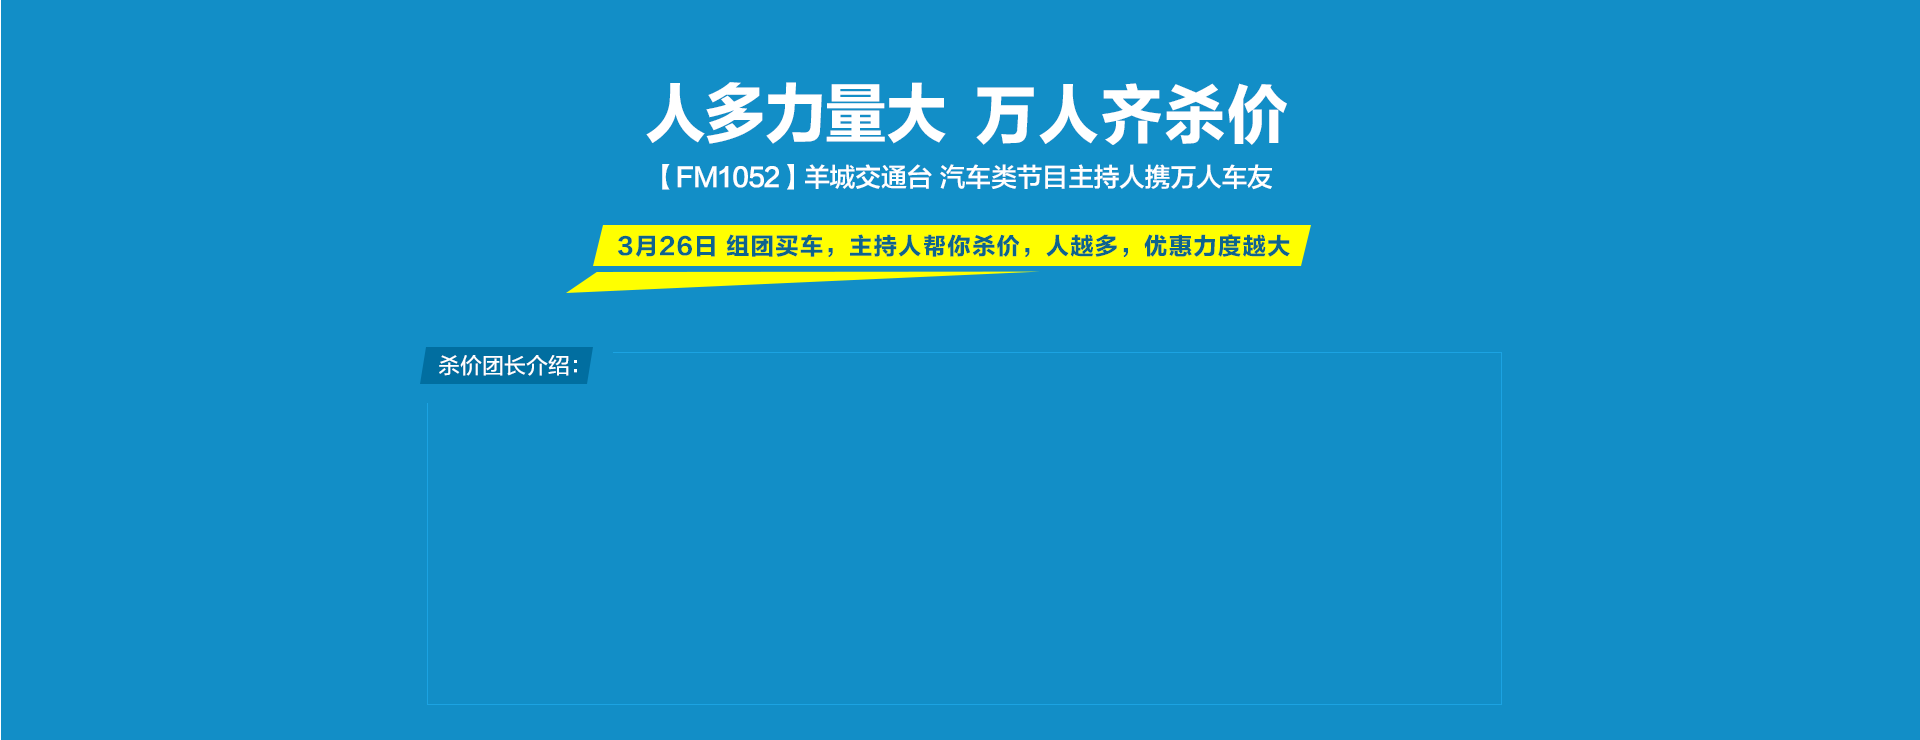 人多力量大 万人齐杀价
【FM1052】羊城交通台 汽车类节目主持人携万人车友
3月26日 组团买车，主持人帮你杀价，人越多，优惠力度越大
杀价团长介绍：